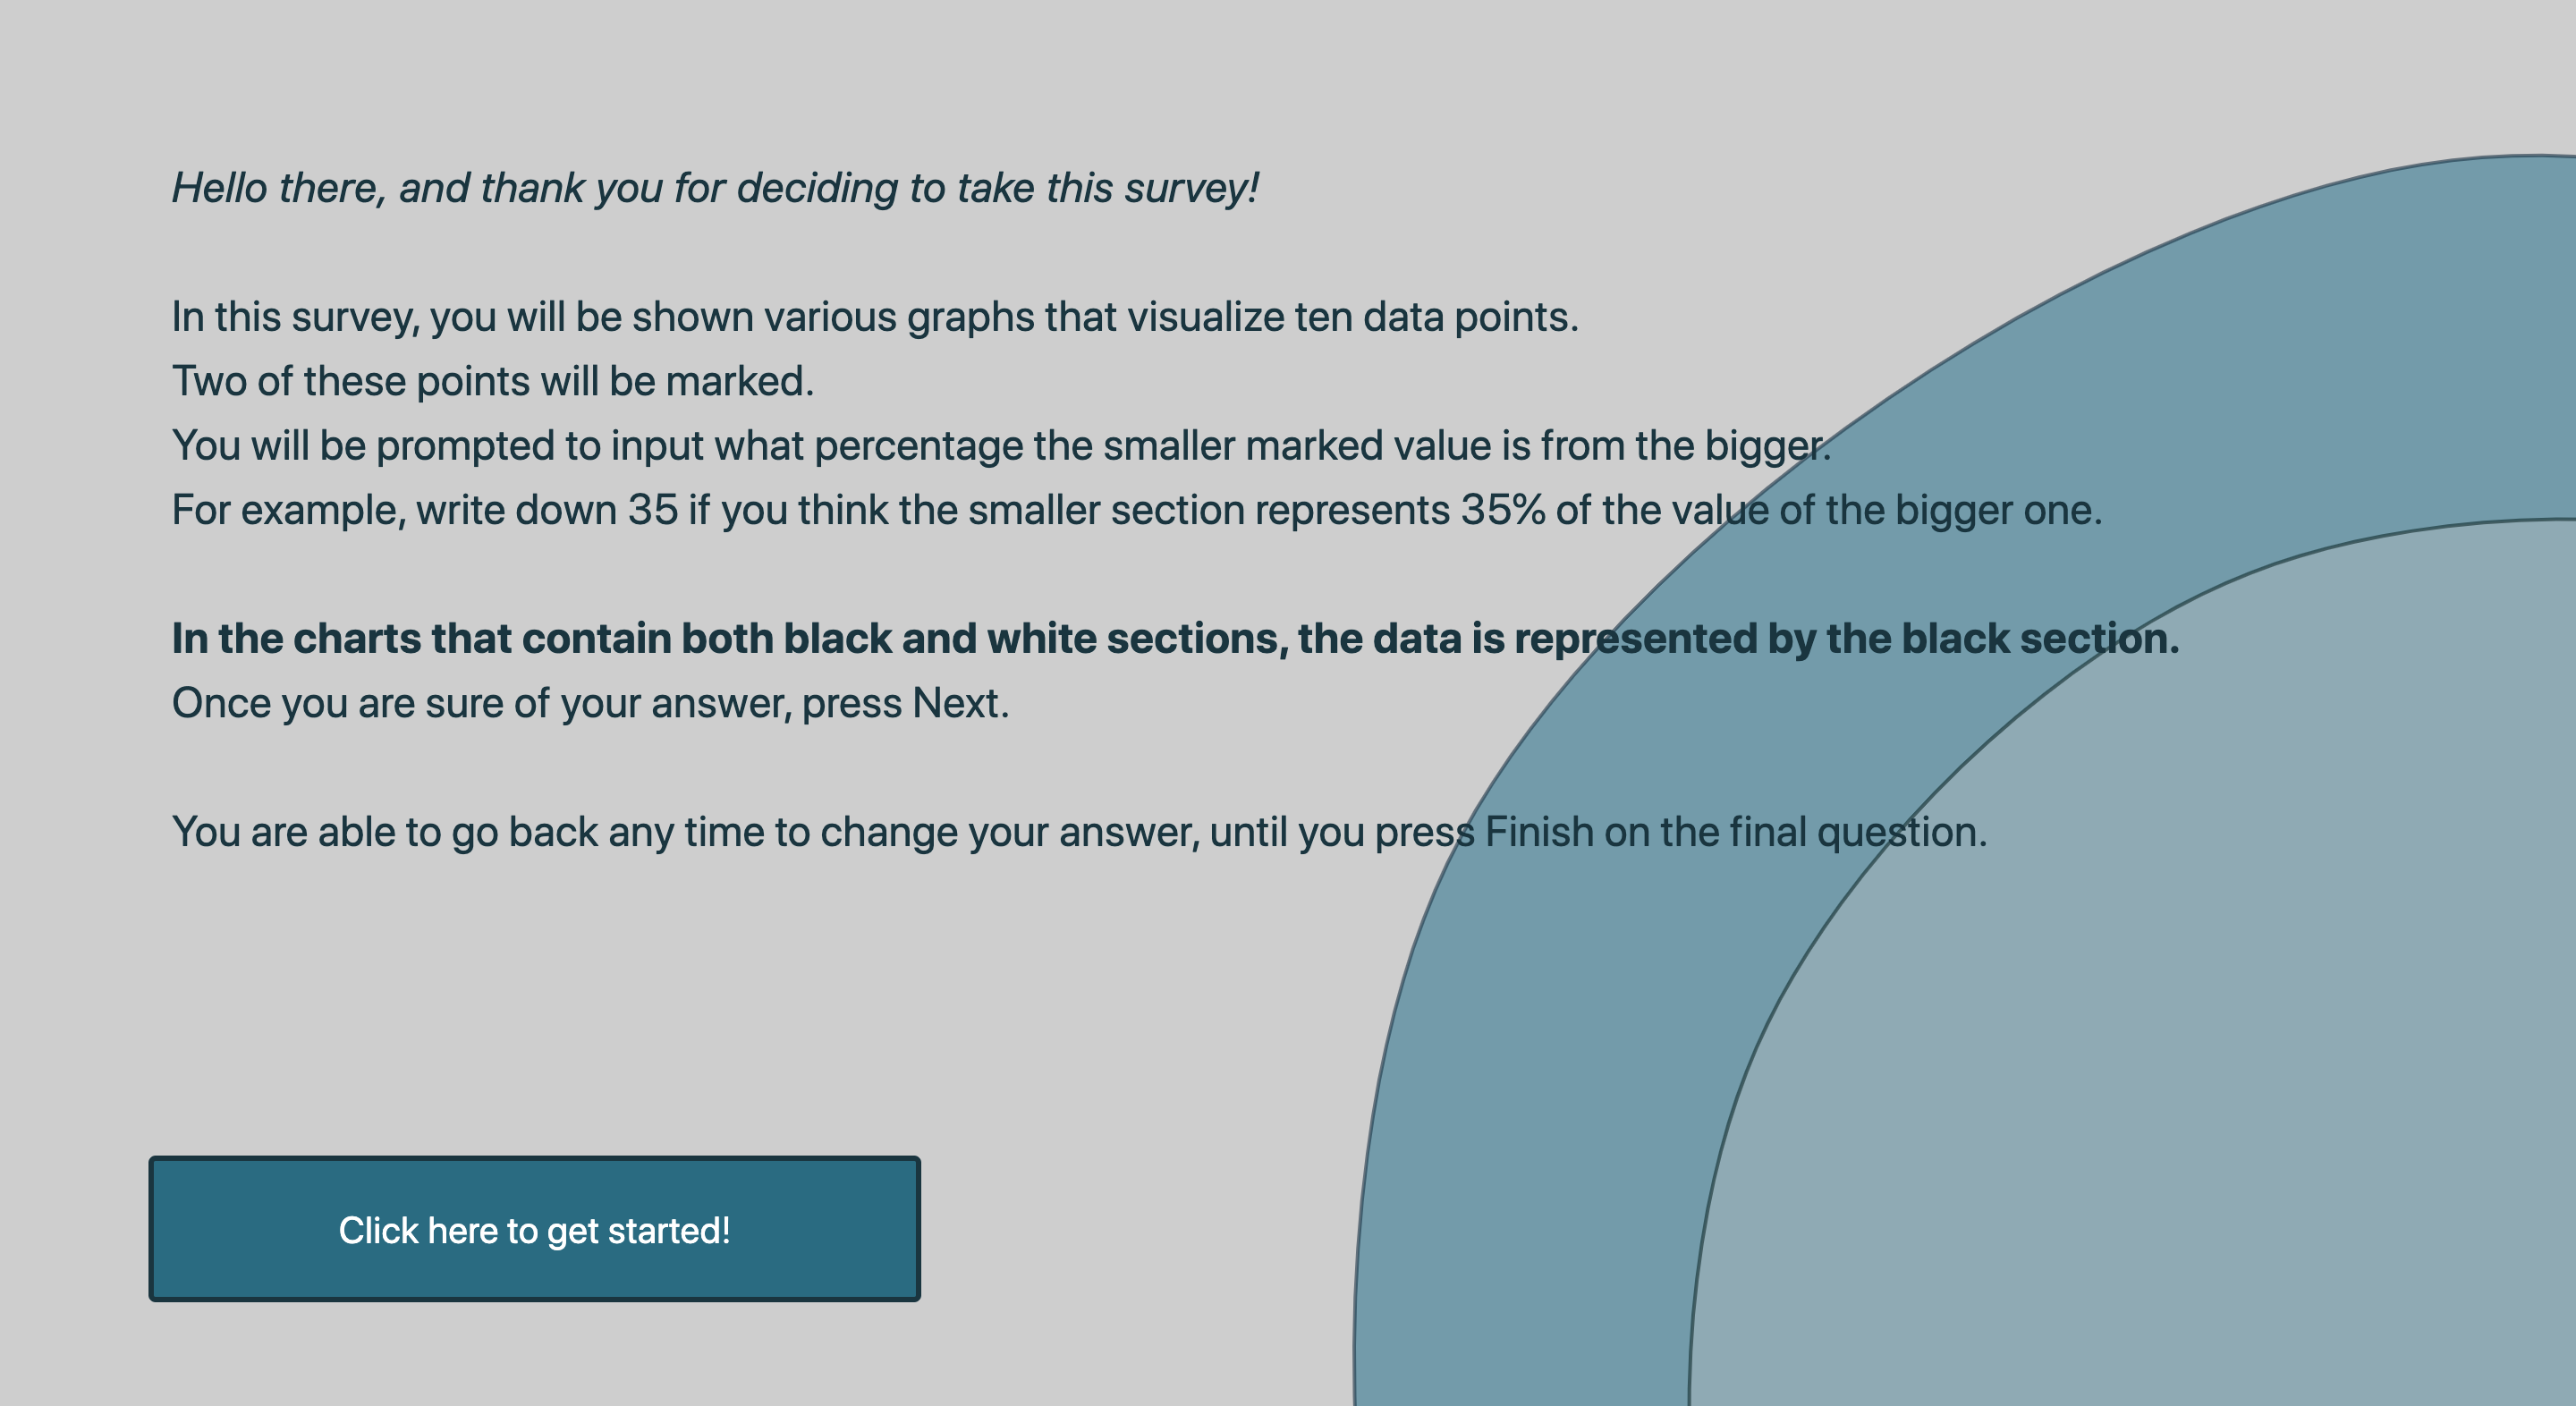 Hello there, and thank you for deciding to take this survey!
In this survey, you will be shown various graphs that visualize ten data points.
Two of these points will be marked.
You will be prompted to input what percentage the smaller marked value is from the bigger.
For example, write down 35 if you think the smaller section represents 35% of the value of the bigger one.
In the charts that contain both black and white sections, the data is represented by the black section.
Once you are sure of your answer, press Next.
You are able to go back any time to change your answer, until you press Finish on the final question.
Click here to get started!